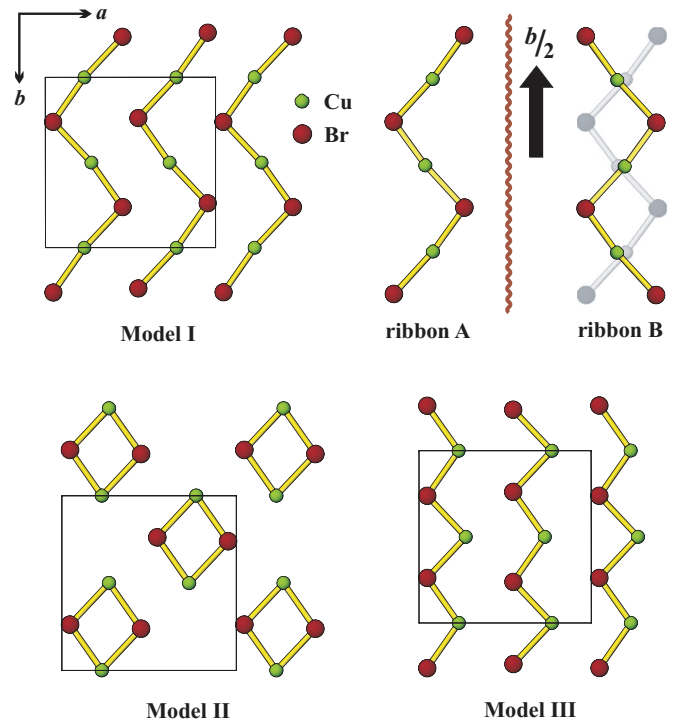 a
b
Cu
Br
b/2
Model I
ribbon A
ribbon B
Model II
Model III